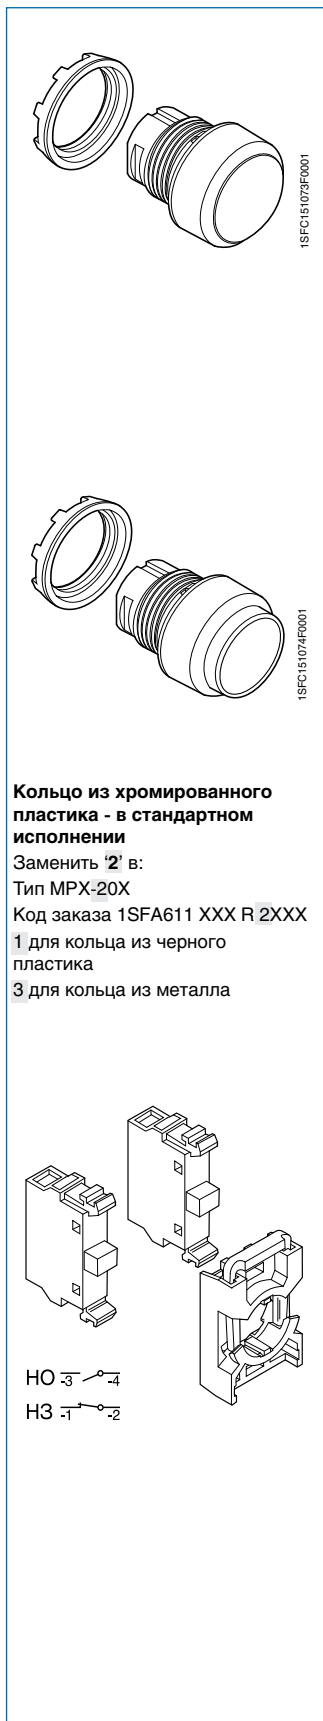 1SFC151073F0001
1SFC151074F0001
Кольцо из хромированного
пластика - в стандартном
исполнении
Заменить ‘2’ в:
Тип MPX-20X
Код заказа 1SFA611 XXX R 2XXX
1 для кольца из черного
пластика
3 для кольца из металла
НО -3 -4
НЗ -1 -2